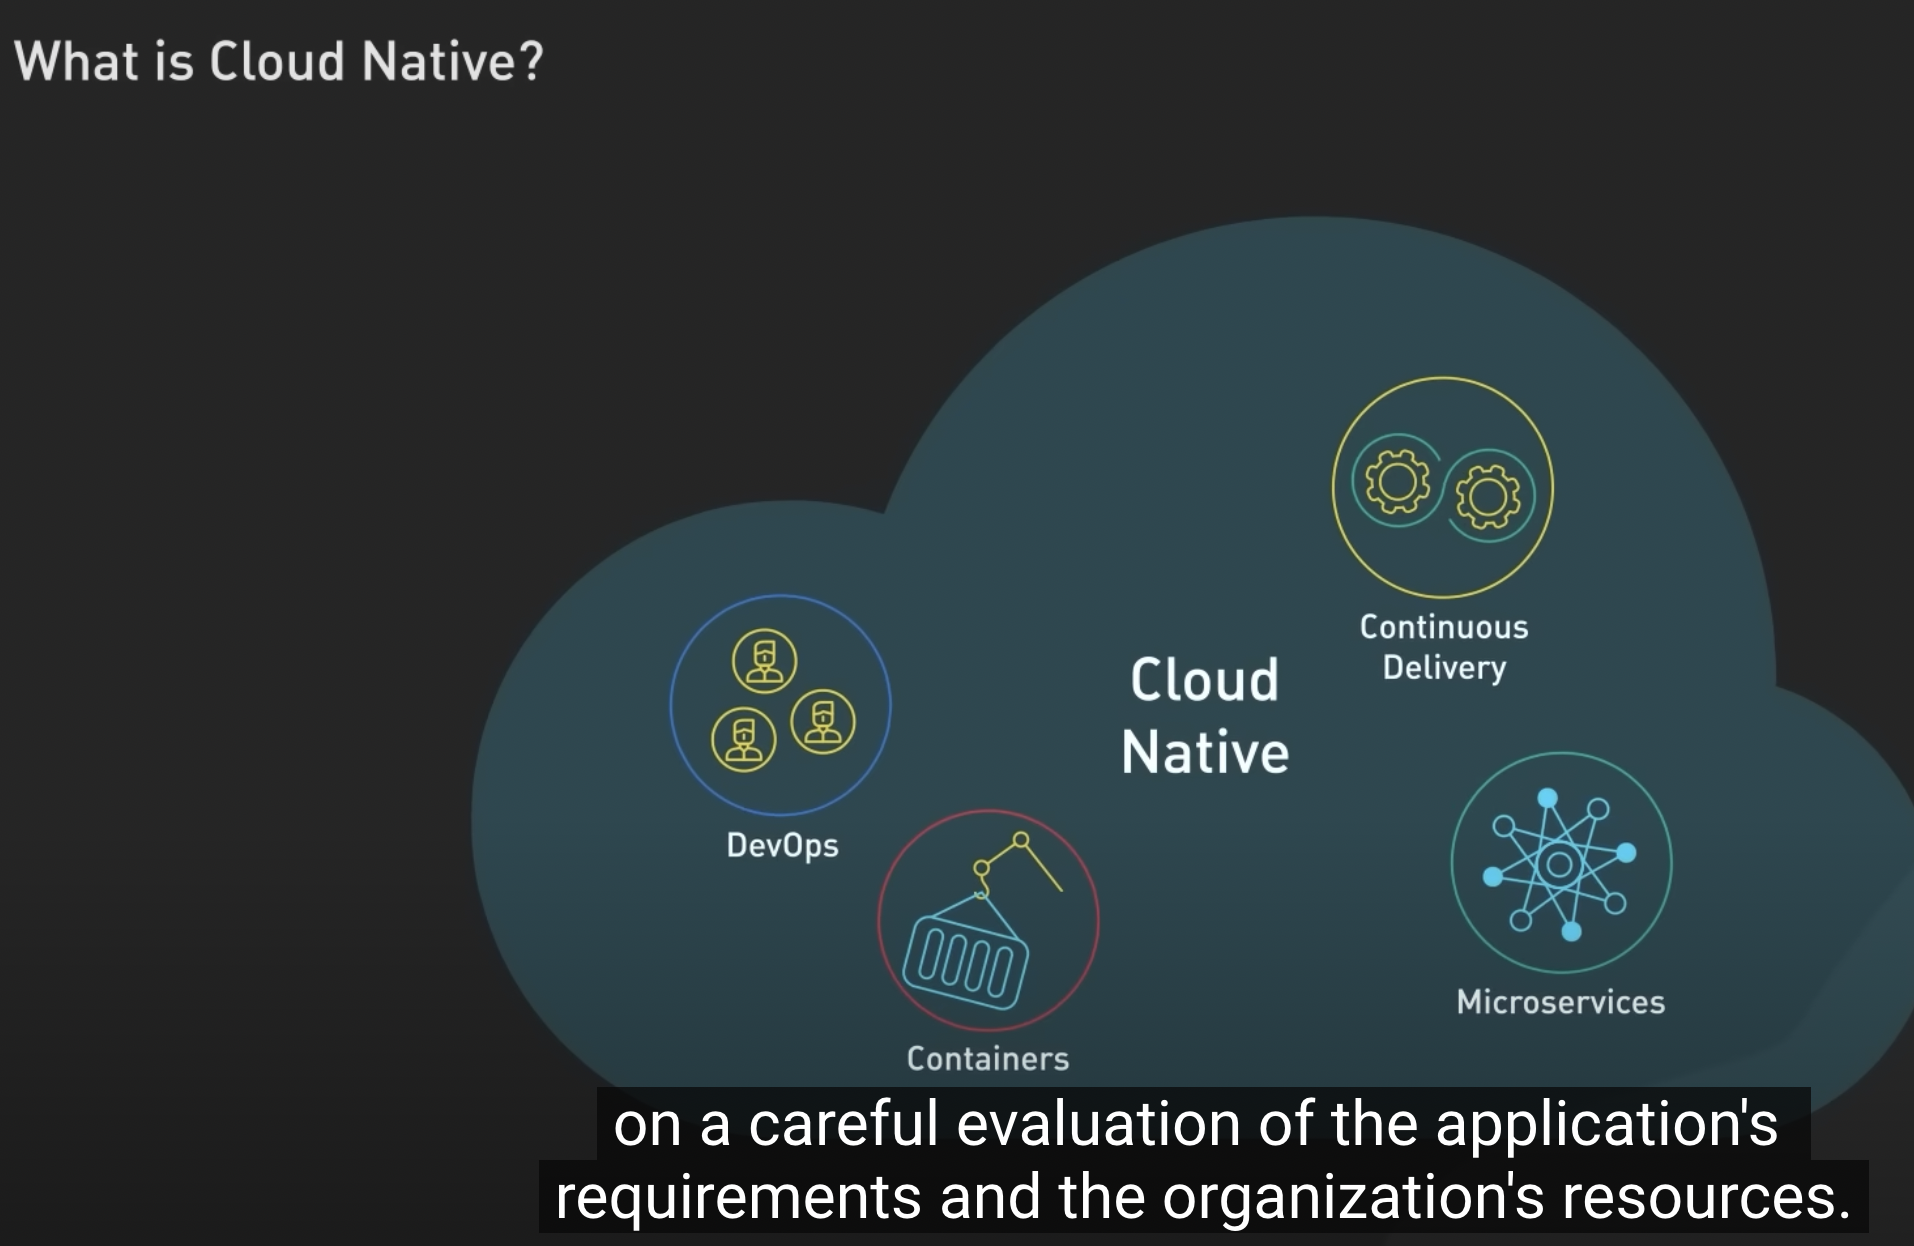 What is Cloud Native?
Continuous
Delivery
Cloud
Native
DevOps
Microservices
Containers
on a careful evaluation of the application's
requirements and the organization's resources.